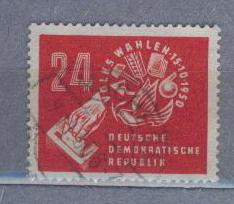 24
VOLKSWAHLEN·15·10·1950
DEUTSCHE
DEMOKRATISCHE
REPUBLIK